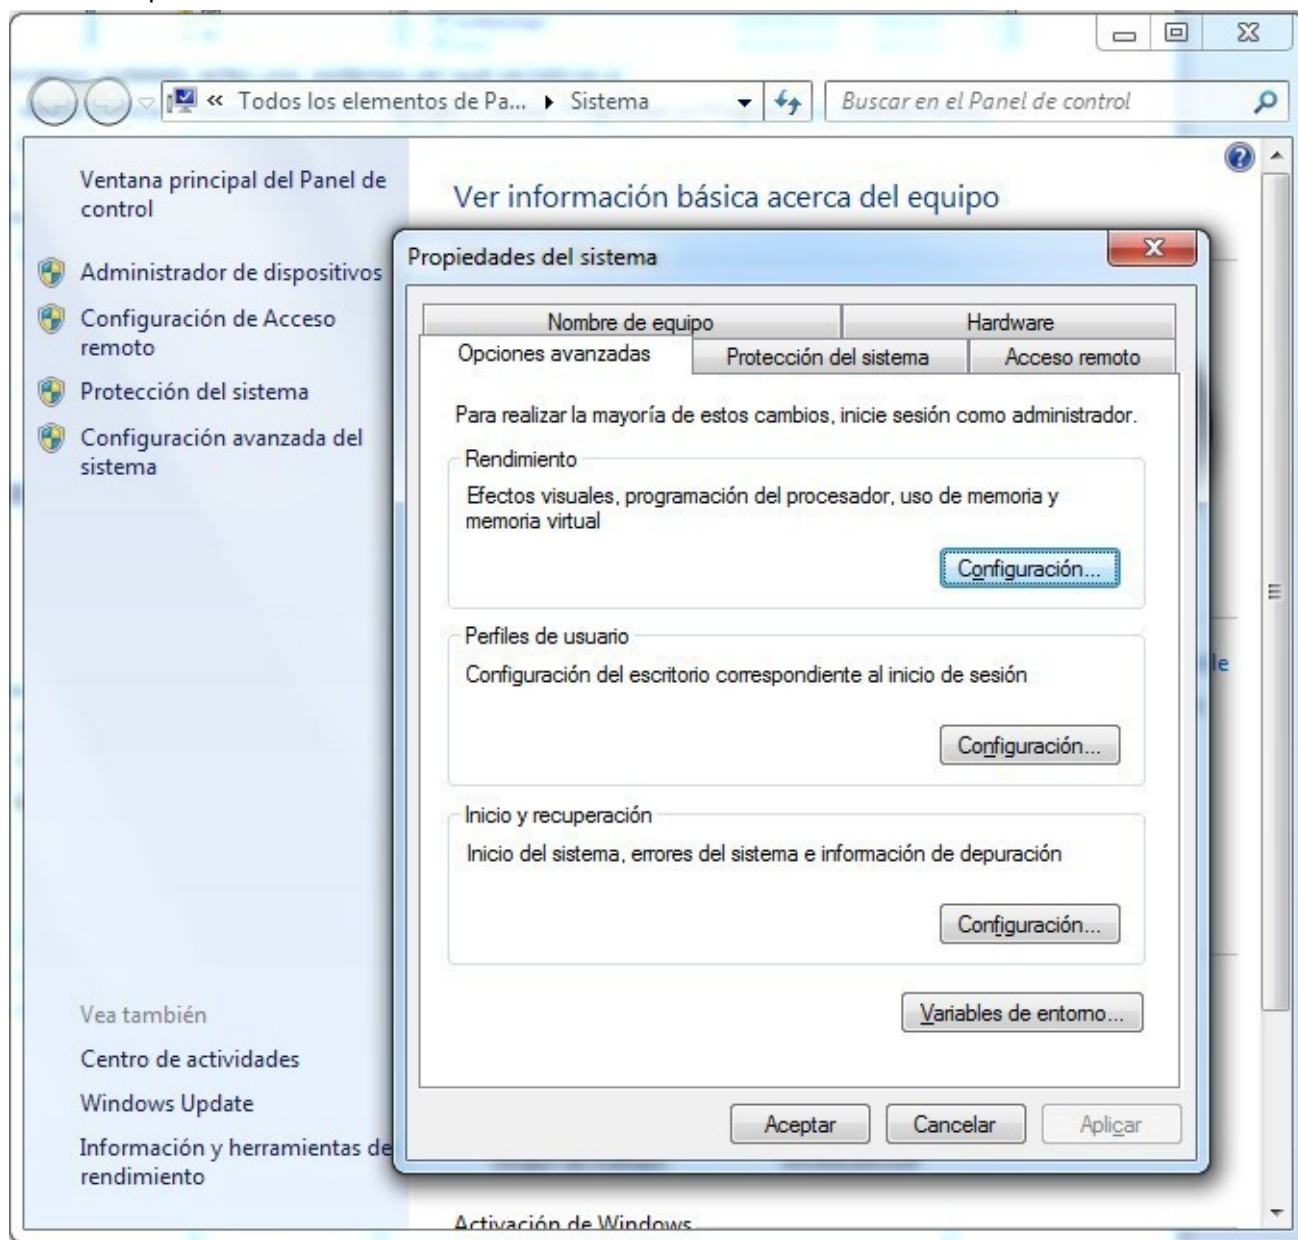 « Todos los elementos de Pa... ▸ Sistema
Buscar en el Panel de control
Ventana principal del Panel de
control
Administrador de dispositivos
Configuración de Acceso
remoto
Protección del sistema
Configuración avanzada del
sistema
Vea también
Centro de actividades
Windows Update
Información y herramientas de
rendimiento
Ver información básica acerca del equipo
Propiedades del sistema
Nombre de equipo
Hardware
Opciones avanzadas
Protección del sistema
Acceso remoto
Para realizar la mayoría de estos cambios, inicie sesión como administrador.
Rendimiento
Efectos visuales, programación del procesador, uso de memoria y
memoria virtual
Configuración...
Perfiles de usuario
Configuración del escritorio correspondiente al inicio de sesión
Configuración...
Inicio y recuperación
Inicio del sistema, errores del sistema e información de depuración
Configuración...
Variables de entorno...
Aceptar
Cancelar
Aplicar
Activación de Windows